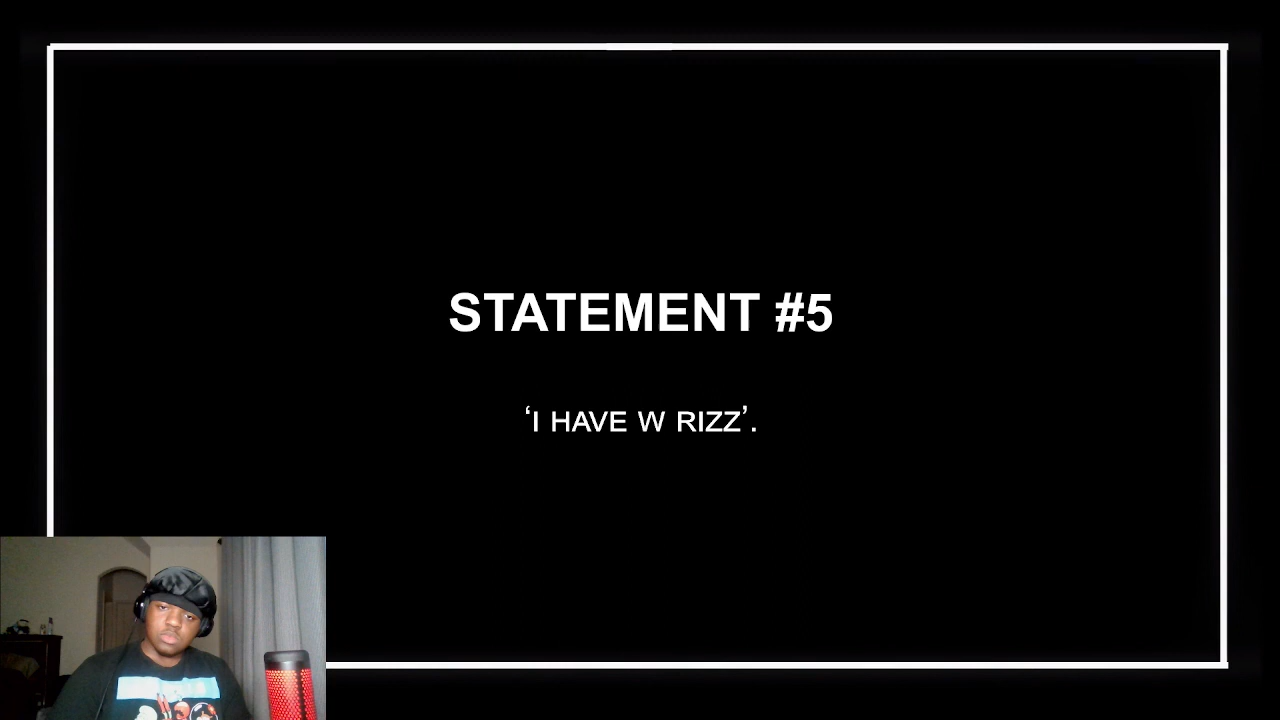 STATEMENT #5
‘I HAVE W RIZZ’.